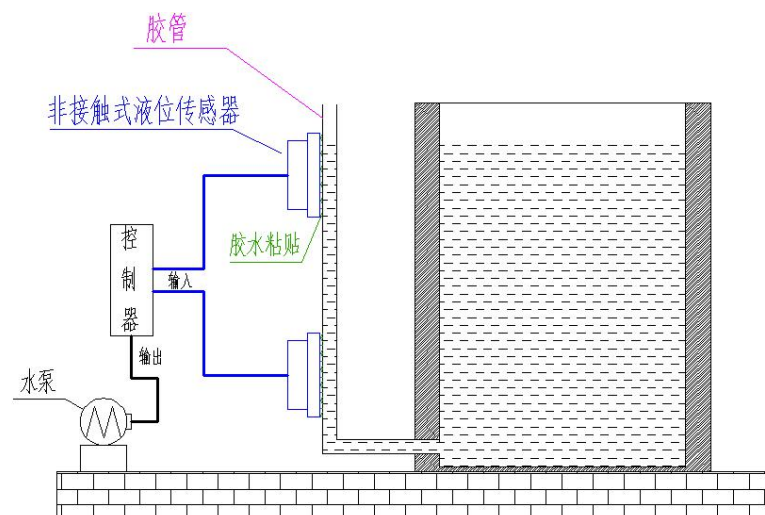 胶管
非接触式液位传感器
胶水粘贴
控制器
输入
输出
水泵